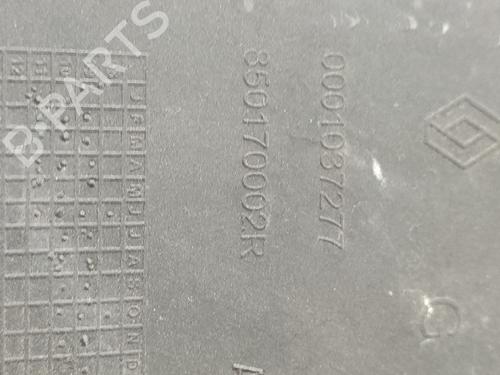 0001037277
850170002R
J F M A M J J A S O N D
B-PARTS